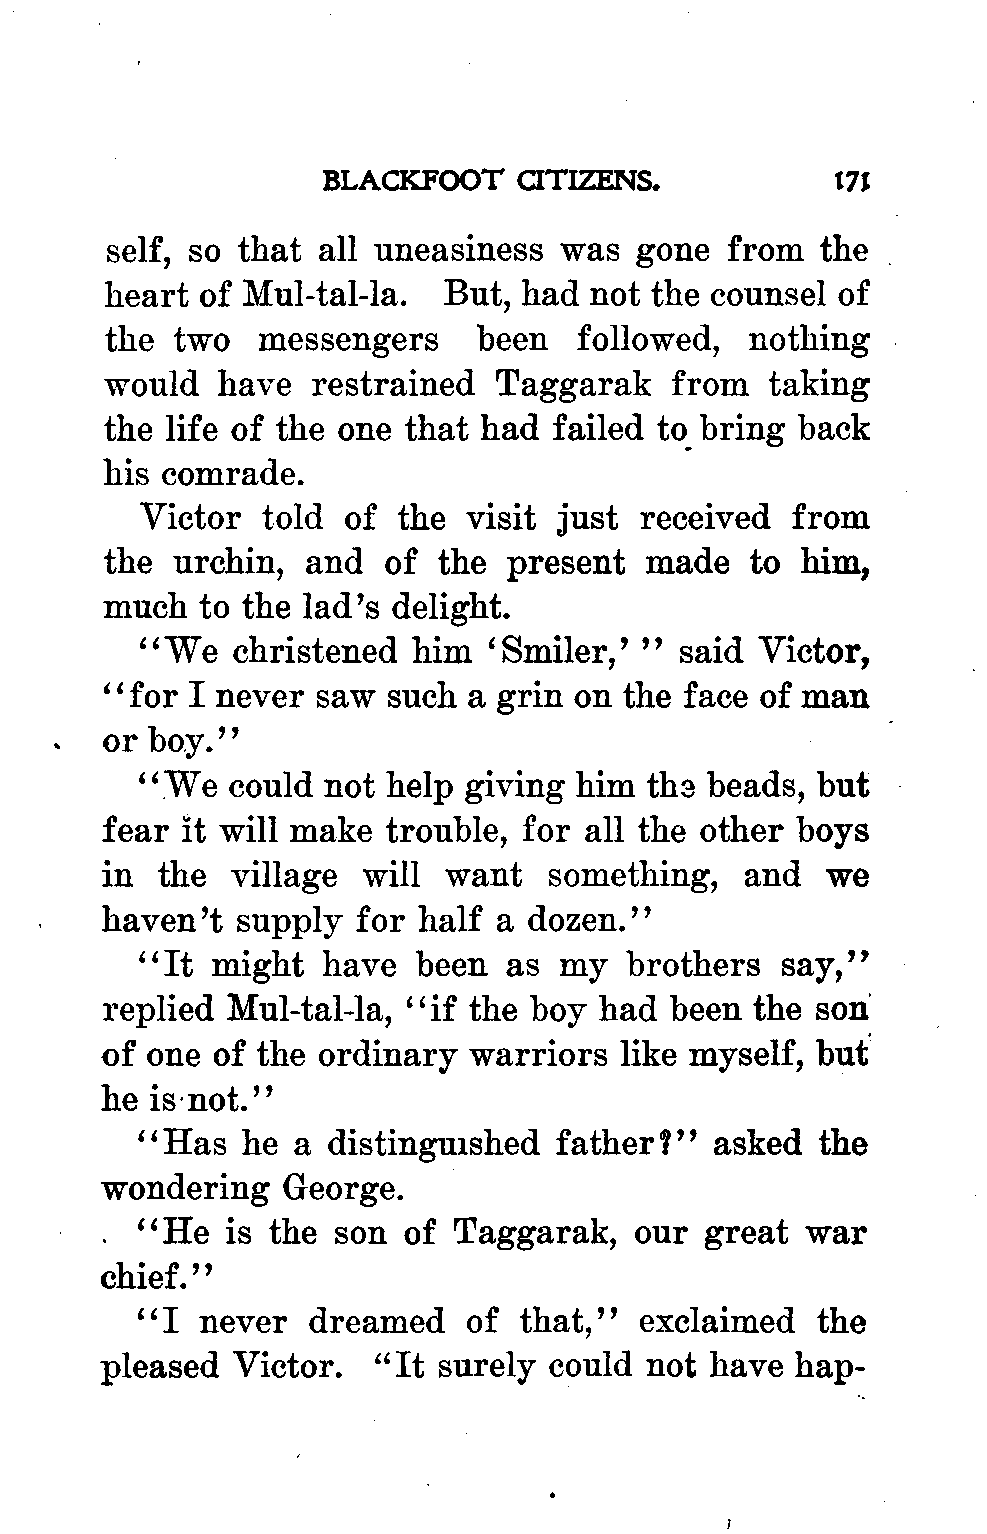 BLACKFOOT CITIZENS. 171
self, so that all uneasiness was gone from the
heart of Mul-tal-la. But, had not the counsel of
the two messengers been followed, nothing
would have restrained Taggarak from taking
the life of the one that had failed to bring back
his comrade.
Victor told of the visit just received from
the urchin, and of the present made to him,
much to the lad's delight.
"We christened him 'Smiler,' " said Victor,
"for I never saw such a grin on the face of man
or boy."
"We could not help giving him the beads, but
fear it will make trouble, for all the other boys
in the village will want something, and we
haven't supply for half a dozen."
"It might have been as my brothers say,"
replied Mul-tal-la, "if the boy had been the son
of one of the ordinary warriors like myself, but
he is not."
"Has he a distinguished father?" asked the
wondering George.
"He is the son of Taggarak, our great war
chief."
"I never dreamed of that," exclaimed the
pleased Victor. "It surely could not have hap-